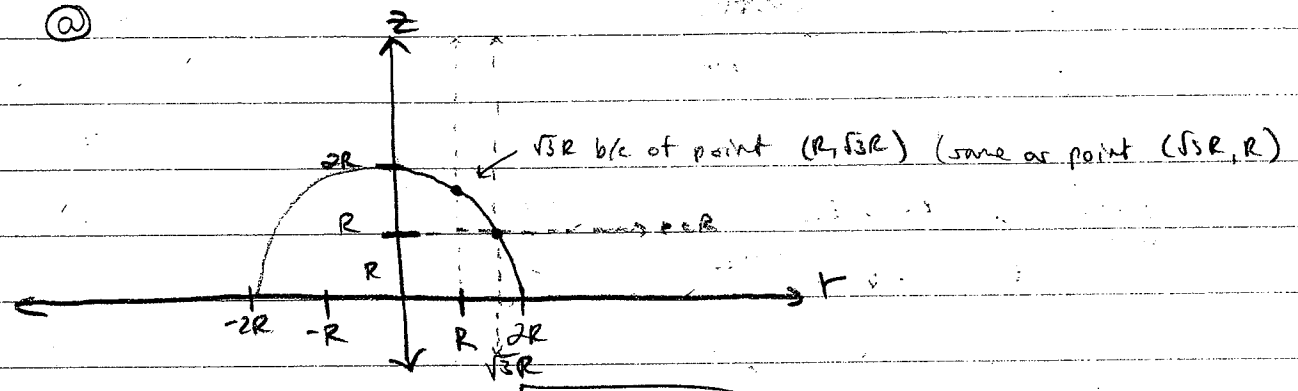 ⓐ
z
√3R b/c of point (R,√3R) (same as point (√3R, R)
2R
R
R
r
-2R -R R 2R
√3R